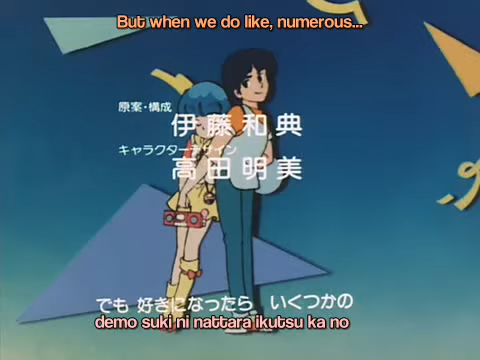 But when we do like, numerous...
原案・構成
伊藤和典
キャラクターデザイン
高田明美
でも 好きになったら いくつかの
demo suki ni nattara ikutsu ka no